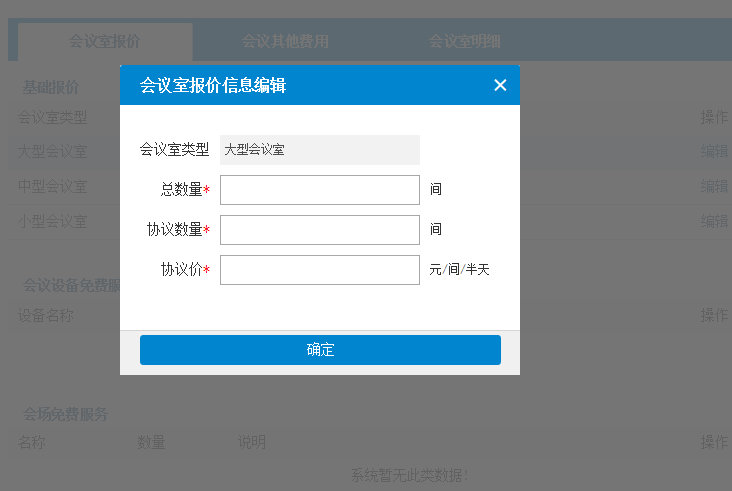 会议室报价 会议其他费用 会议室明细
基础报价
会议室类型 操作
大型会议室 编辑
中型会议室 编辑
小型会议室 编辑
会议室报价信息编辑
会议室类型 大型会议室
总数量* 间
协议数量* 间
协议价* 元/间/半天
确定
会议设备免费服
设备名称 操作
会场免费服务
名称 数量 说明 操作
系统暂无此类数据!